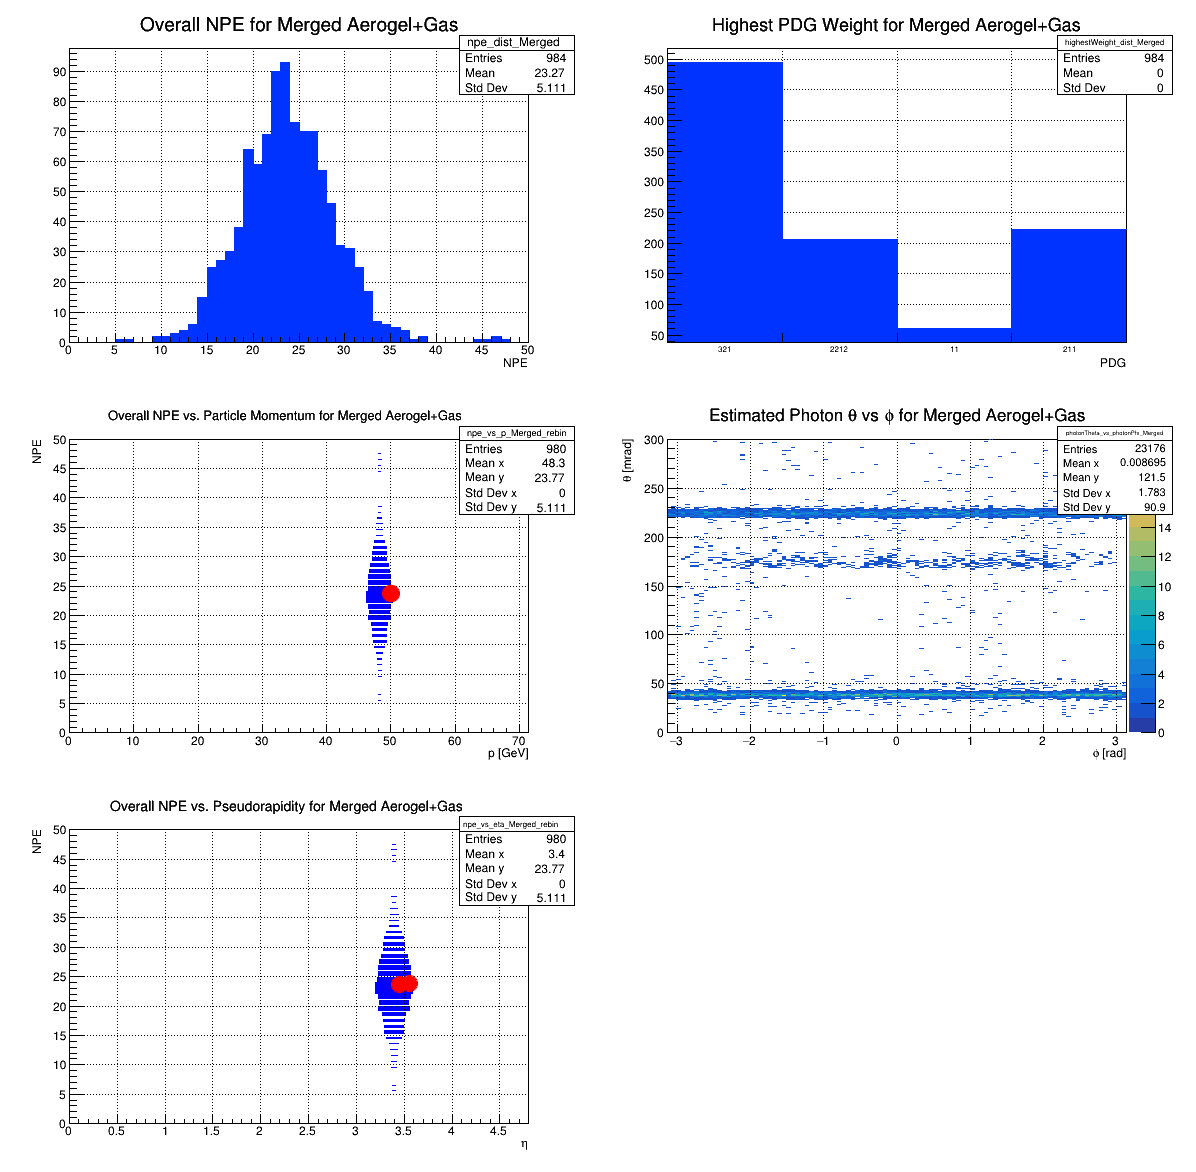 Overall NPE for Merged Aerogel+Gas
npe_dist_Merged
Entries 984
Mean 23.27
Std Dev 5.111
90
80
70
60
50
40
30
20
10
0
0 5 10 15 20 25 30 35 40 45 50
NPE
Highest PDG Weight for Merged Aerogel+Gas
highestWeight_dist_Merged
Entries 984
Mean 0
Std Dev 0
500
450
400
350
300
250
200
150
100
50
321 2212 11 211
PDG
Overall NPE vs. Particle Momentum for Merged Aerogel+Gas
npe_vs_p_Merged_rebin
Entries 980
Mean x 48.3
Mean y 23.77
Std Dev x 0
Std Dev y 5.111
NPE
50
45
40
35
30
25
20
15
10
5
0
0 10 20 30 40 50 60 70
p [GeV]
Estimated Photon θ vs ϕ for Merged Aerogel+Gas
photonTheta_vs_photonPhi_Merged
Entries 23176
Mean x 0.008695
Mean y 121.5
Std Dev x 1.783
Std Dev y 90.9
θ [mrad]
300
250
200
150
100
50
0
−3 −2 −1 0 1 2 3
ϕ [rad]
14
12
10
8
6
4
2
0
Overall NPE vs. Pseudorapidity for Merged Aerogel+Gas
npe_vs_eta_Merged_rebin
Entries 980
Mean x 3.4
Mean y 23.77
Std Dev x 0
Std Dev y 5.111
NPE
50
45
40
35
30
25
20
15
10
5
0
0 0.5 1 1.5 2 2.5 3 3.5 4 4.5
η